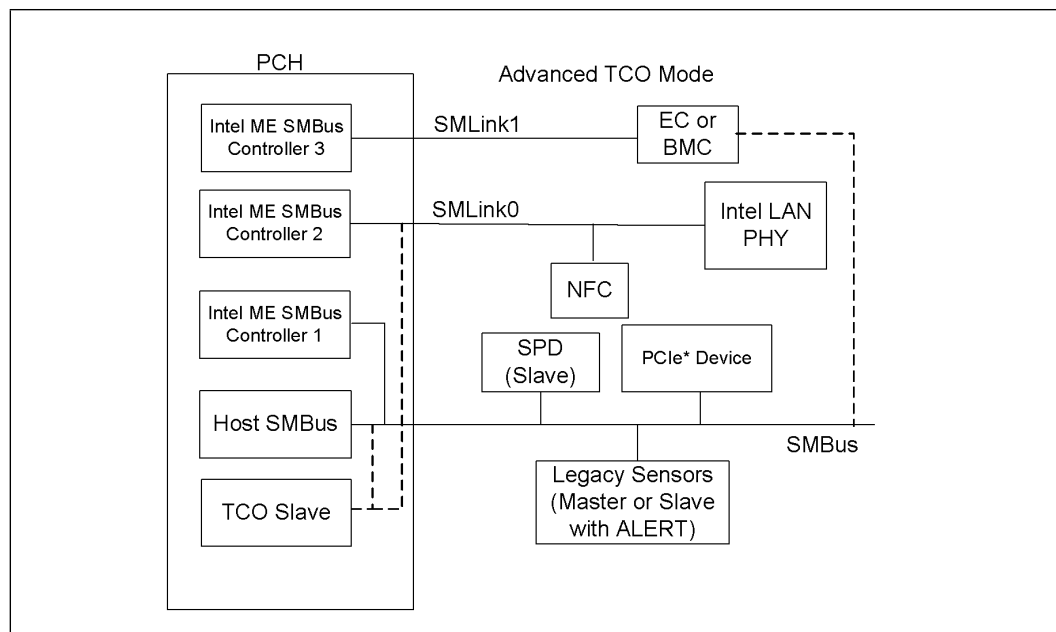 PCH
Advanced TCO Mode
Intel ME SMBus
Controller 3
SMLink1
EC or
BMC
Intel ME SMBus
Controller 2
SMLink0
Intel LAN
PHY
NFC
Intel ME SMBus
Controller 1
SPD
(Slave)
PCIe* Device
Host SMBus
SMBus
Legacy Sensors
(Master or Slave
with ALERT)
TCO Slave